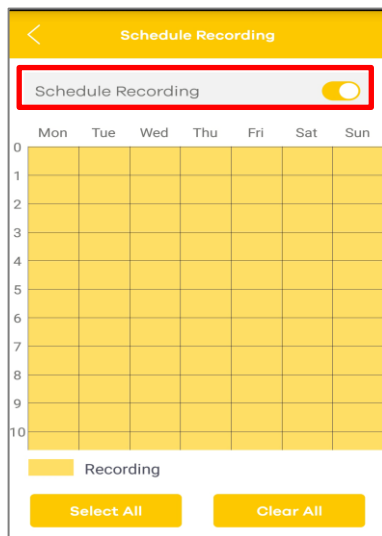 Schedule Recording
Schedule Recording
Mon Tue Wed Thu Fri Sat Sun
0
1
2
3
4
5
6
7
8
9
10
Recording
Select All Clear All